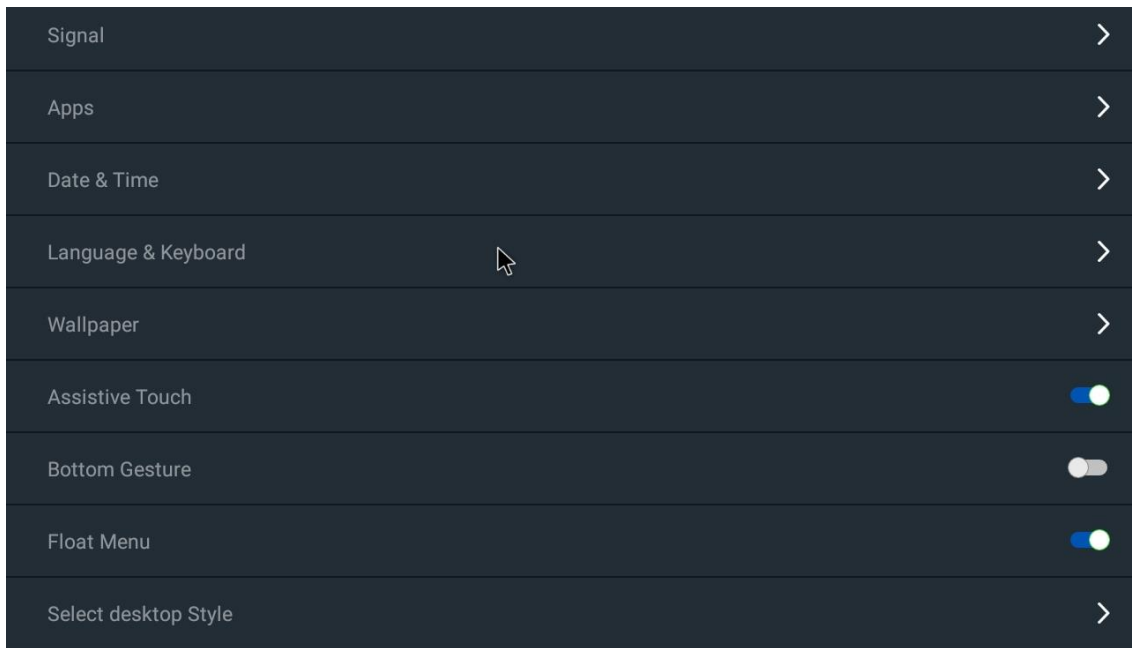 Signal
Apps
Date & Time
Language & Keyboard
Wallpaper
Assistive Touch
Bottom Gesture
Float Menu
Select desktop Style